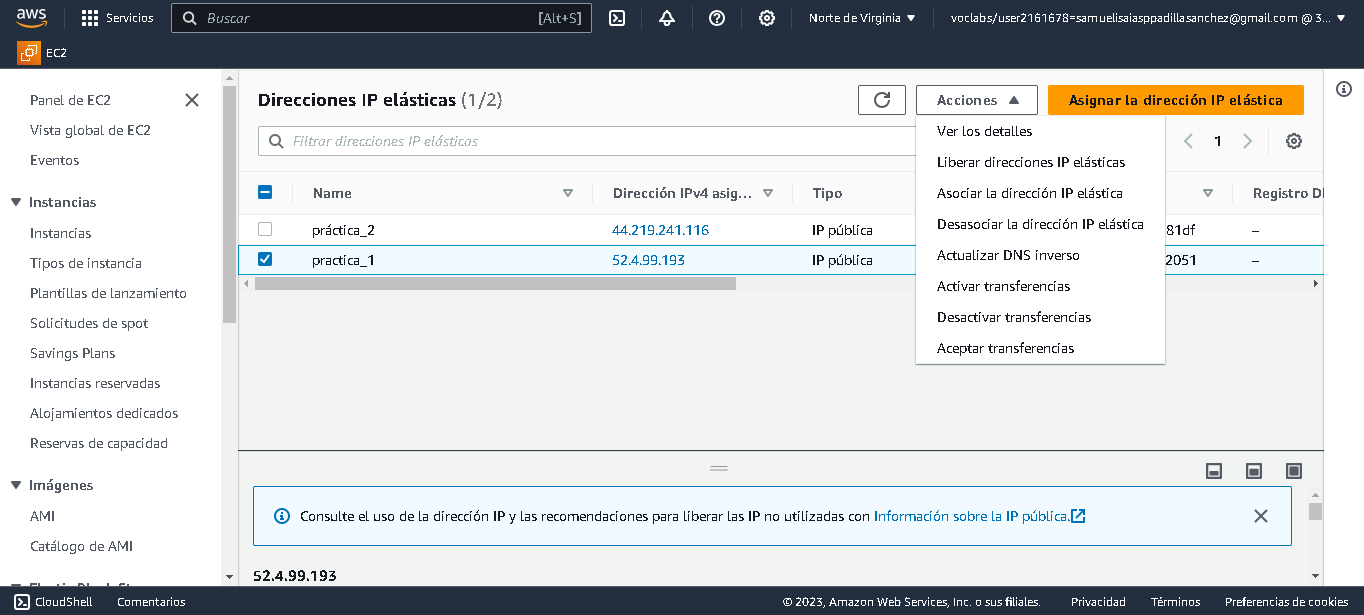 aws
Servicios
Buscar [Alt+S]
Norte de Virginia
voclabs/user2161678=samuelisaiasppadillasanchez@gmail.com @ 3...
EC2
Panel de EC2
Vista global de EC2
Eventos
Instancias
Instancias
Tipos de instancia
Plantillas de lanzamiento
Solicitudes de spot
Savings Plans
Instancias reservadas
Alojamientos dedicados
Reservas de capacidad
Imágenes
AMI
Catálogo de AMI
Direcciones IP elásticas (1/2)
Acciones
Asignar la dirección IP elástica
Filtrar direcciones IP elásticas
1
Ver los detalles
Liberar direcciones IP elásticas
Asociar la dirección IP elástica
Desasociar la dirección IP elástica
Actualizar DNS inverso
Activar transferencias
Desactivar transferencias
Aceptar transferencias
Name Dirección IPv4 asig... Tipo Registro D
práctica_2 44.219.241.116 IP pública 81df –
practica_1 52.4.99.193 IP pública 2051 –
Consulte el uso de la dirección IP y las recomendaciones para liberar las IP no utilizadas con Información sobre la IP pública.
52.4.99.193
CloudShell Comentarios © 2023, Amazon Web Services, Inc. o sus filiales. Privacidad Términos Preferencias de cookies